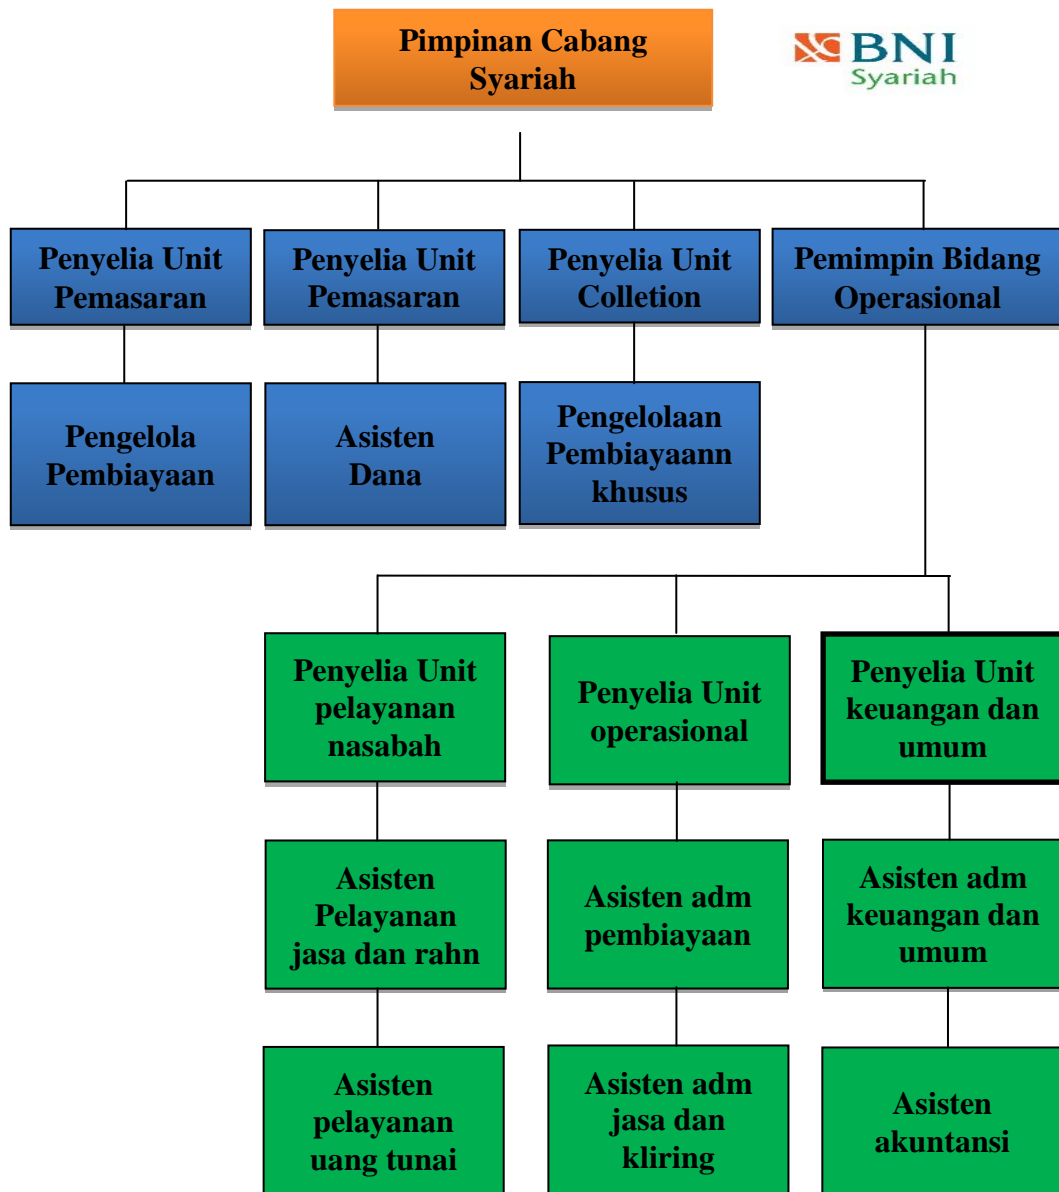 Pimpinan Cabang
Syariah
BNI
Syariah
Penyelia Unit
Pemasaran
Penyelia Unit
Pemasaran
Penyelia Unit
Colletion
Pemimpin Bidang
Operasional
Pengelola
Pembiayaan
Asisten
Dana
Pengelolaan
Pembiayaann
khusus
Penyelia Unit
pelayanan
nasabah
Penyelia Unit
operasional
Penyelia Unit
keuangan dan
umum
Asisten
Pelayanan
jasa dan rahn
Asisten adm
pembiayaan
Asisten adm
keuangan dan
umum
Asisten
pelayanan
uang tunai
Asisten adm
jasa dan
kliring
Asisten
akuntansi